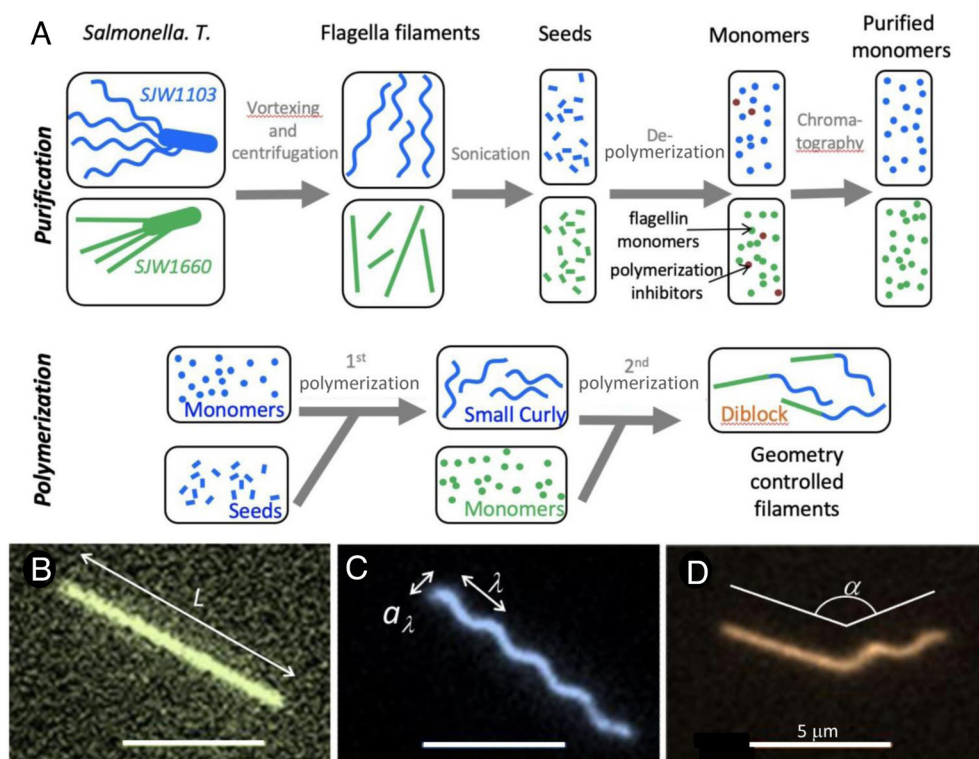 A
Salmonella. T.
Flagella filaments
Seeds
Monomers
Purified
monomers
Purification
SJW1103
SJW1660
Vortexing
and
centrifugation
Sonication
De-
polymerization
Chroma-
tography
flagellin
monomers
polymerization
inhibitors
Polymerization
Monomers
Seeds
1st
polymerization
Small Curly
Monomers
2nd
polymerization
Diblock
Geometry
controlled
filaments
B
L
C
aλ
λ
D
α
5 µm